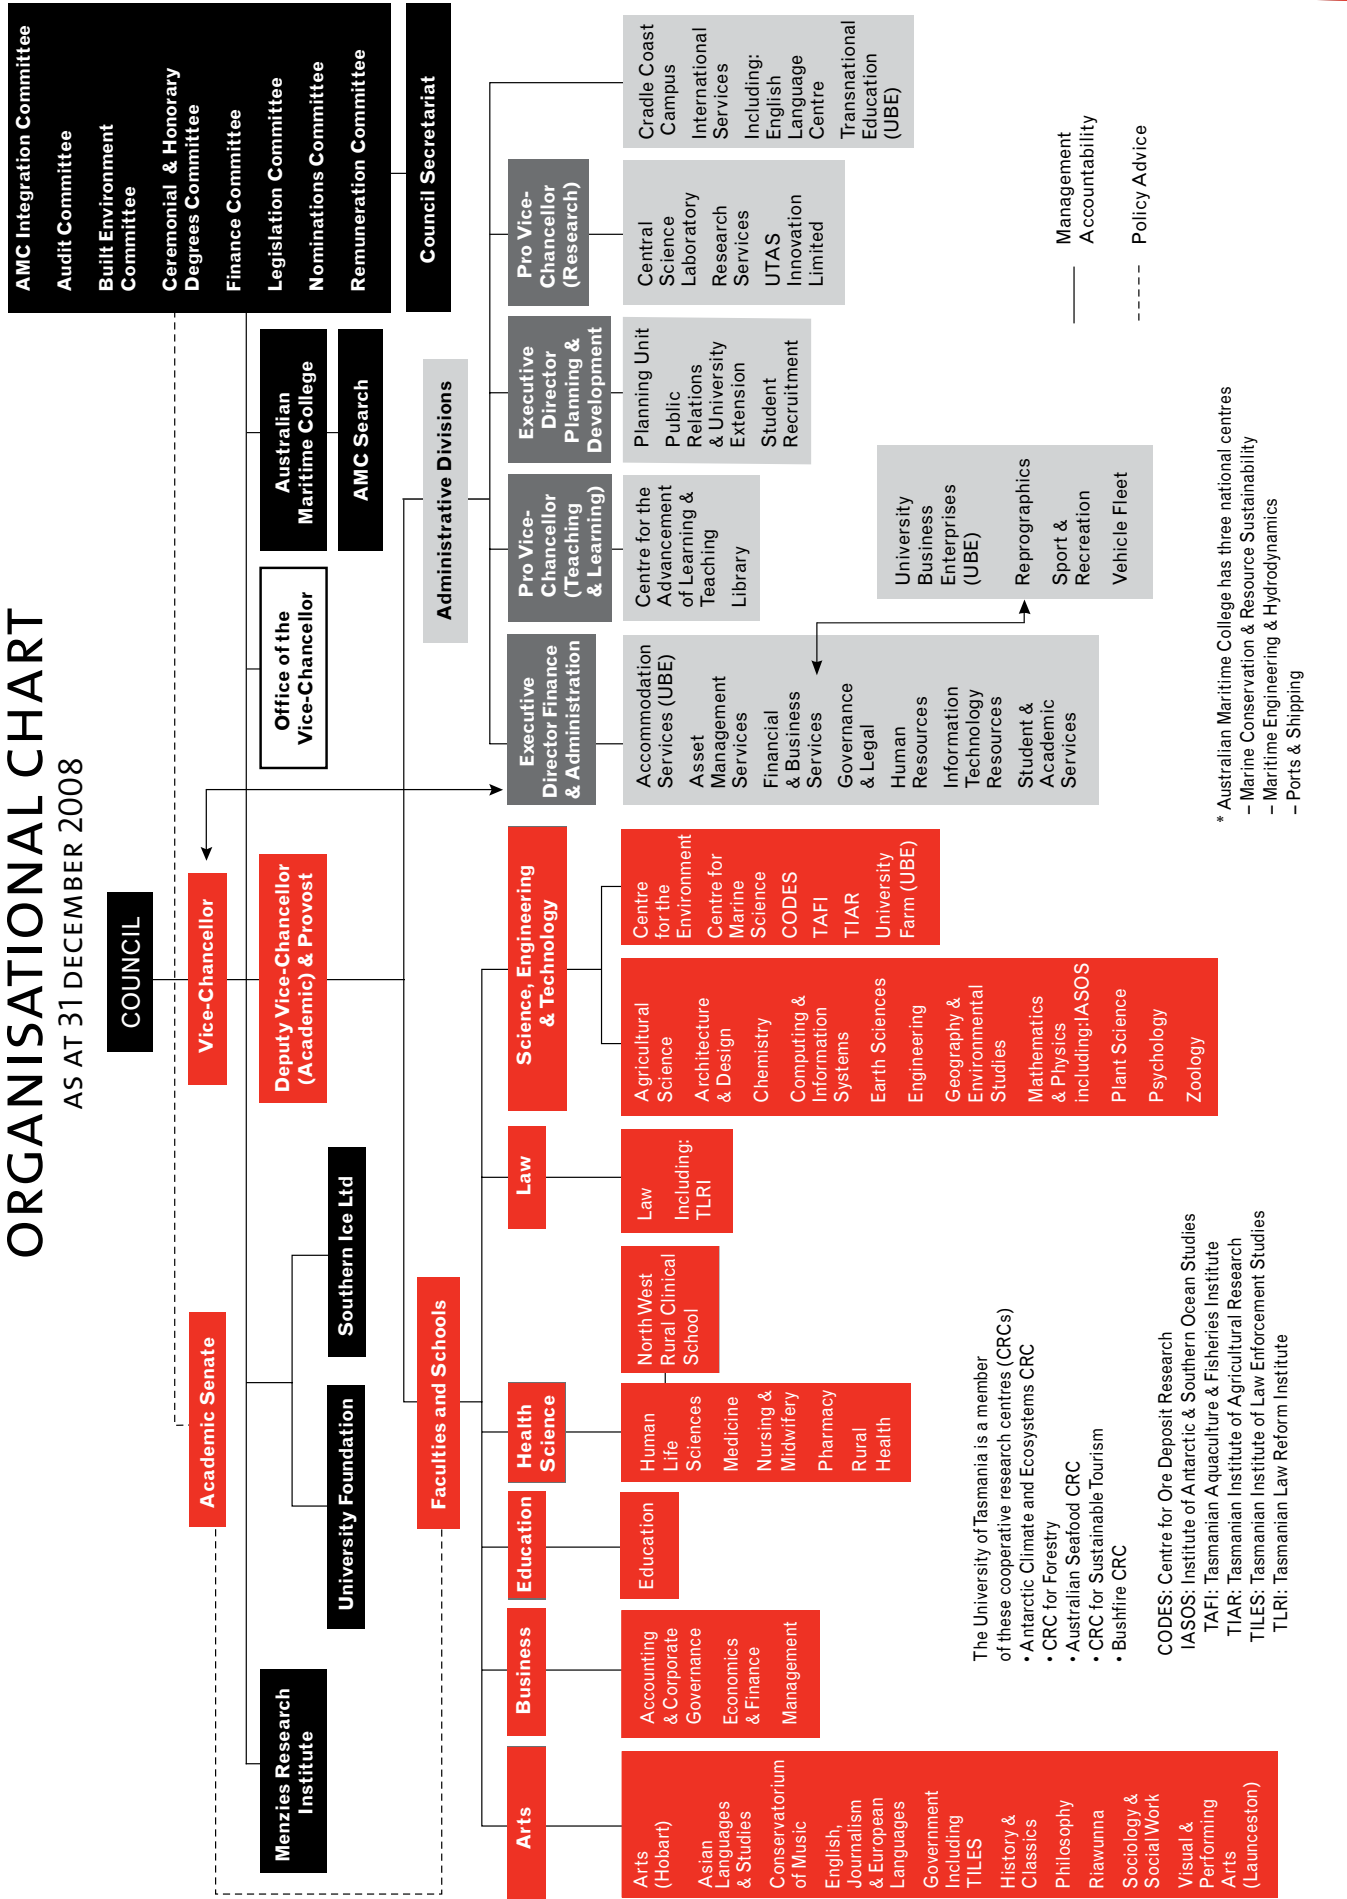 ORGANISATIONAL CHART
AS AT 31 DECEMBER 2008
COUNCIL
AMC Integration Committee
Audit Committee
Built Environment
Committee
Ceremonial & Honorary
Degrees Committee
Finance Committee
Legislation Committee
Nominations Committee
Remuneration Committee
Council Secretariat
Academic Senate
Vice-Chancellor
Menzies Research
Institute
University Foundation
Southern Ice Ltd
Deputy Vice-Chancellor
(Academic) & Provost
Office of the
Vice-Chancellor
Australian
Maritime College
AMC Search
Faculties and Schools
Administrative Divisions
Arts
Business
Education
Health
Science
Law
Science, Engineering
& Technology
Executive
Director Finance
& Administration
Pro Vice-
Chancellor
(Teaching
& Learning)
Executive
Director
Planning &
Development
Pro Vice-
Chancellor
(Research)
Arts
(Hobart)
Asian
Languages
& Studies
Conservatorium
of Music
English,
Journalism
& European
Languages
Government
Including
TILES
History &
Classics
Philosophy
Riawunna
Sociology &
Social Work
Visual &
Performing
Arts
(Launceston)
Accounting
& Corporate
Governance
Economics
& Finance
Management
Education
Human
Life
Sciences
Medicine
Nursing &
Midwifery
Pharmacy
Rural
Health
North West
Rural Clinical
School
Law
Including:
TLRI
Agricultural
Science
Architecture
& Design
Chemistry
Computing &
Information
Systems
Earth Sciences
Engineering
Geography &
Environmental
Studies
Mathematics
& Physics
including:IASOS
Plant Science
Psychology
Zoology
Centre
for the
Environment
Centre for
Marine
Science
CODES
TAFI
TIAR
University
Farm (UBE)
Accommodation
Services (UBE)
Asset
Management
Services
Financial
& Business
Services
Governance
& Legal
Human
Resources
Information
Technology
Resources
Student &
Academic
Services
Centre for the
Advancement
of Learning &
Teaching
Library
Planning Unit
Public
Relations
& University
Extension
Student
Recruitment
Central
Science
Laboratory
Research
Services
UTAS
Innovation
Limited
Cradle Coast
Campus
International
Services
Including:
English
Language
Centre
Transnational
Education
(UBE)
University
Business
Enterprises
(UBE)
Reprographics
Sport &
Recreation
Vehicle Fleet
Management
Accountability
Policy Advice
The University of Tasmania is a member
of these cooperative research centres (CRCs)
• Antarctic Climate and Ecosystems CRC
• CRC for Forestry
• Australian Seafood CRC
• CRC for Sustainable Tourism
• Bushfire CRC
CODES: Centre for Ore Deposit Research
IASOS: Institute of Antarctic & Southern Ocean Studies
TAFI: Tasmanian Aquaculture & Fisheries Institute
TIAR: Tasmanian Institute of Agricultural Research
TILES: Tasmanian Institute of Law Enforcement Studies
TLRI: Tasmanian Law Reform Institute
* Australian Maritime College has three national centres
– Marine Conservation & Resource Sustainability
– Maritime Engineering & Hydrodynamics
– Ports & Shipping